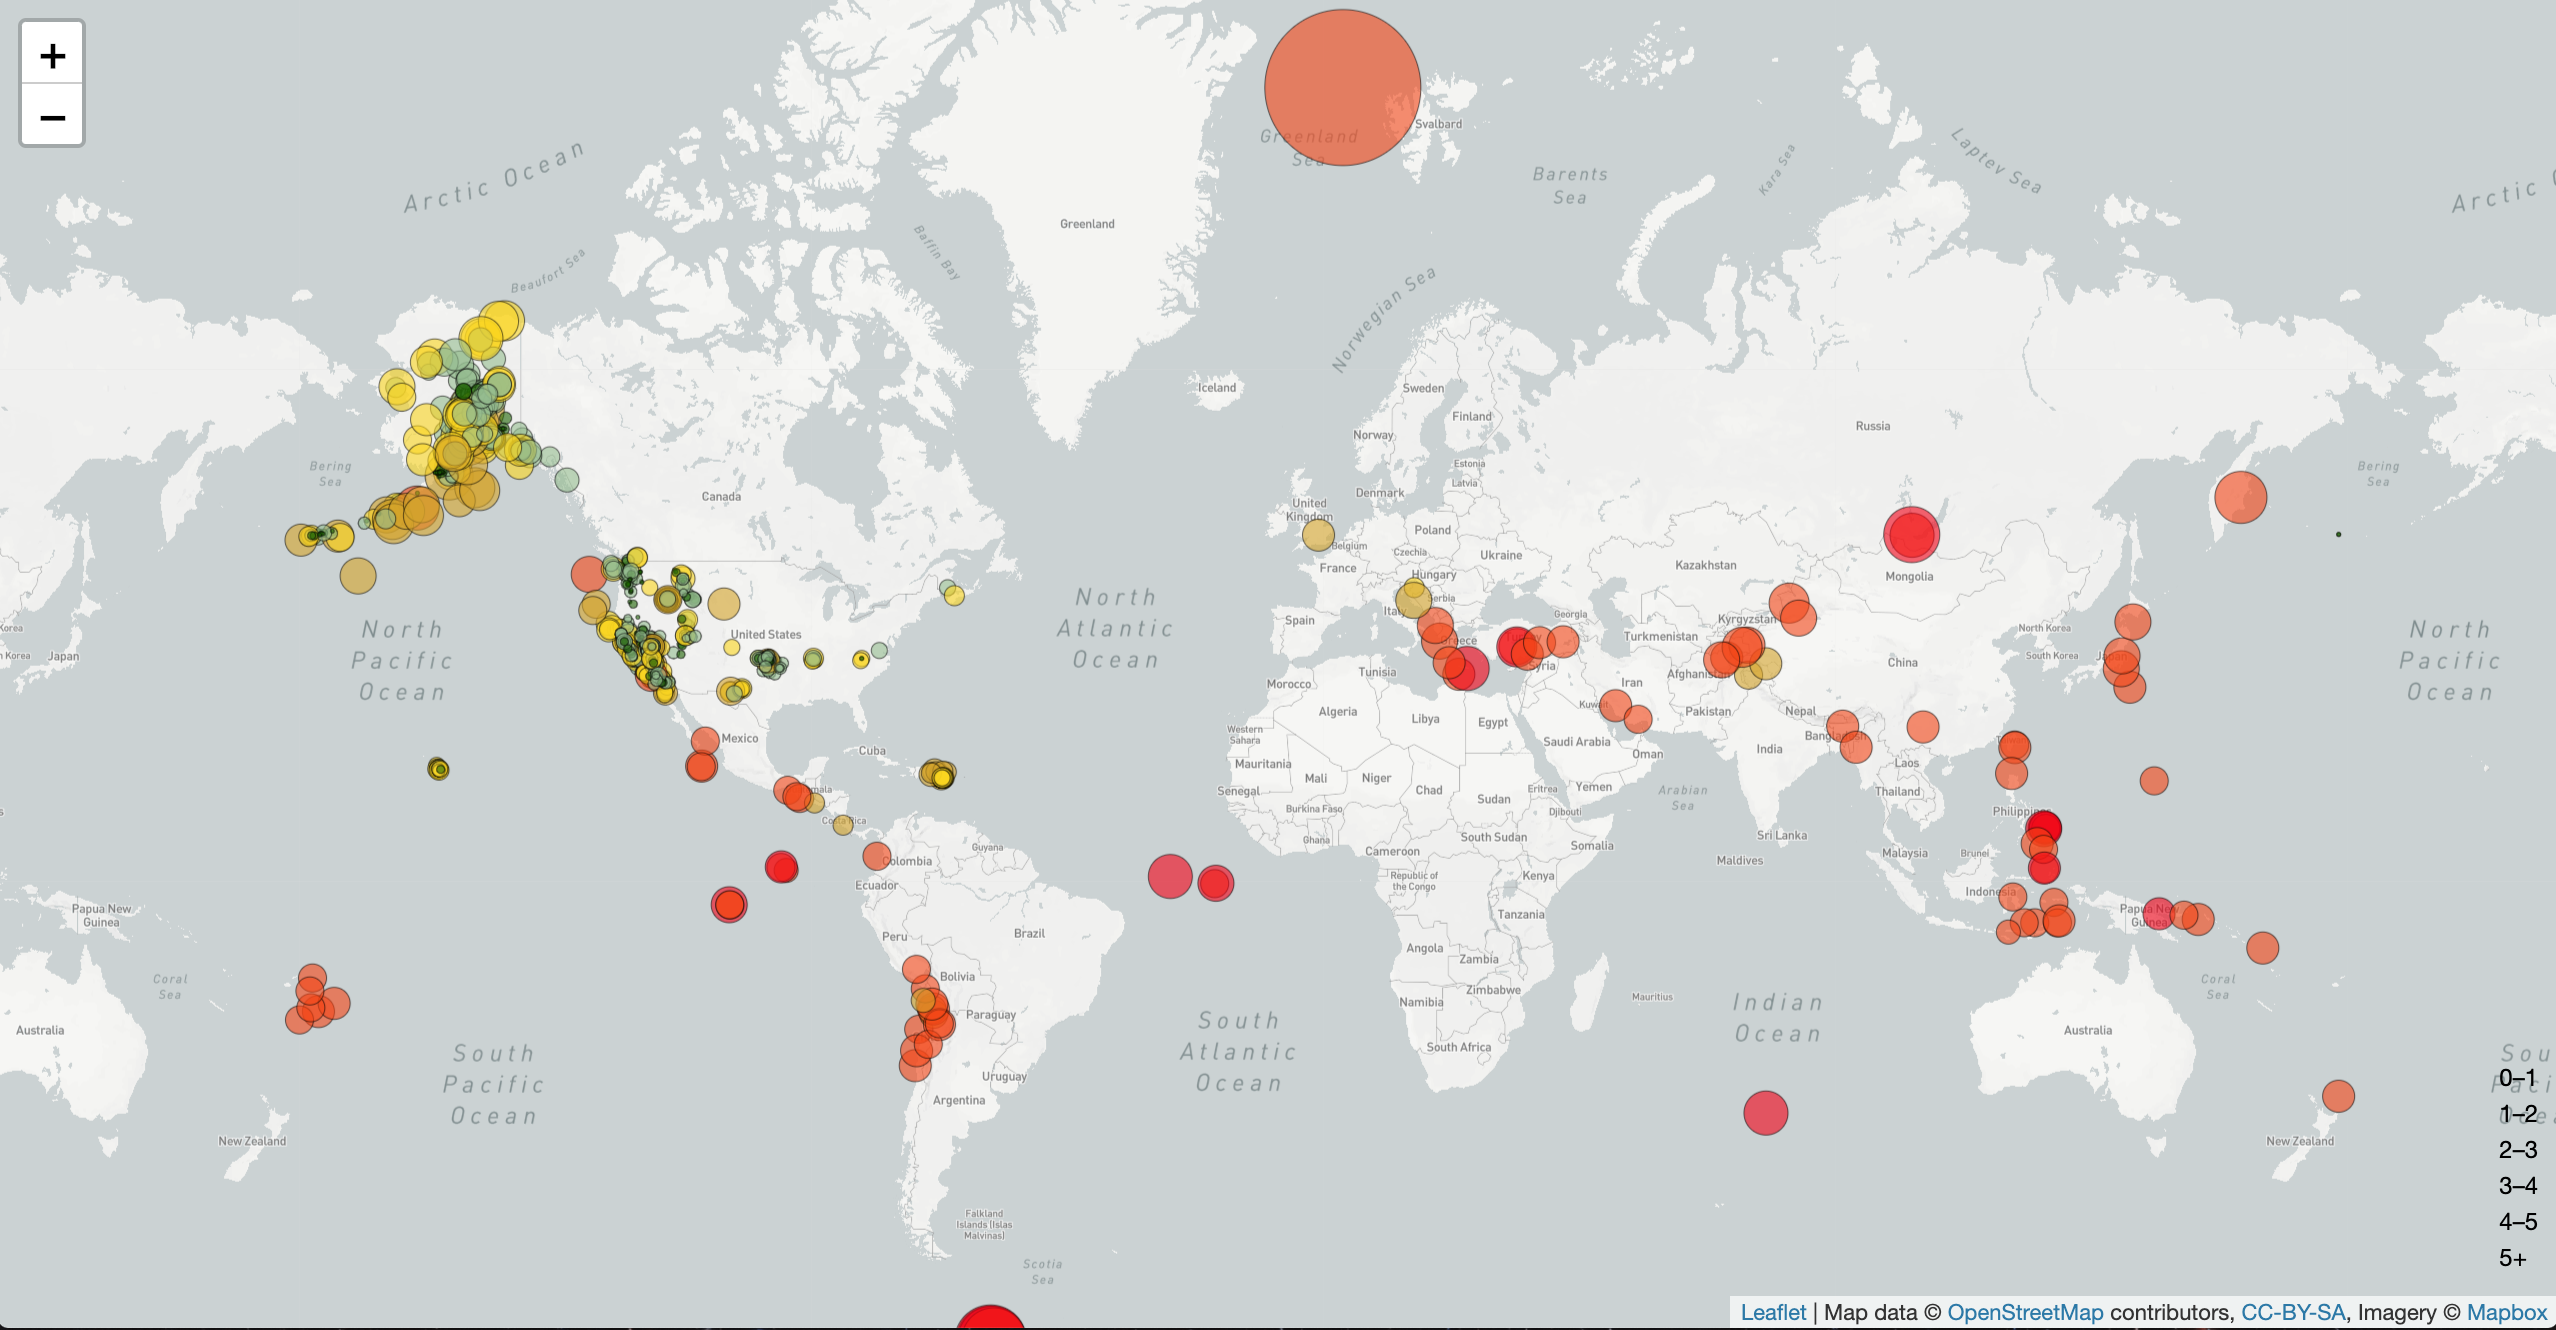 +
−
Svalbard
Greenland
Sea
Laptev Sea
Kara Sea
Barents
Sea
Arctic Ocean
Arctic
Greenland
Baffin Bay
Beaufort Sea
Norwegian Sea
Iceland
Sweden
Finland
Russia
Norway
Bering
Sea
Bering
Sea
Estonia
Latvia
Denmark
Canada
United
Kingdom
Poland
Belgium
Czechia
Ukraine
France
Hungary
Kazakhstan
Mongolia
North
Atlantic
Ocean
Spain
Georgia
Kyrgyzstan
North
Pacific
Ocean
North
Pacific
Ocean
United States
Turkmenistan
North Korea
South Korea
Korea
Korea
Japan
Syria
China
Tunisia
Morocco
Afghanistan
Iran
Algeria
Libya
Egypt
Kuwait
Pakistan
Nepal
Western
Sahara
Mexico
Saudi Arabia
India
Cuba
Oman
Mauritania
Mali
Niger
Laos
Senegal
Chad
Sudan
Eritrea
Yemen
Arabian
Sea
Thailand
Burkina Faso
Djibouti
Philippines
Costa Rica
Ghana
South Sudan
Sri Lanka
Guyana
Cameroon
Somalia
Malaysia
Brunei
Colombia
Maldives
Ecuador
Republic of
the Congo
Kenya
Indonesia
Papua New
Guinea
Papua New
Guinea
Tanzania
Peru
Brazil
Angola
Zambia
Bolivia
Coral
Sea
Coral
Sea
Zimbabwe
Namibia
Mauritius
Indian
Ocean
Paraguay
South
Atlantic
Ocean
Australia
Australia
South Africa
South
Pacific
Ocean
Uruguay
Argentina
New Zealand
New Zealand
Falkland
Islands (Islas
Malvinas)
Scotia
Sea
0–1
1–2
2–3
3–4
4–5
5+
Leaflet | Map data © OpenStreetMap contributors, CC-BY-SA, Imagery © Mapbox